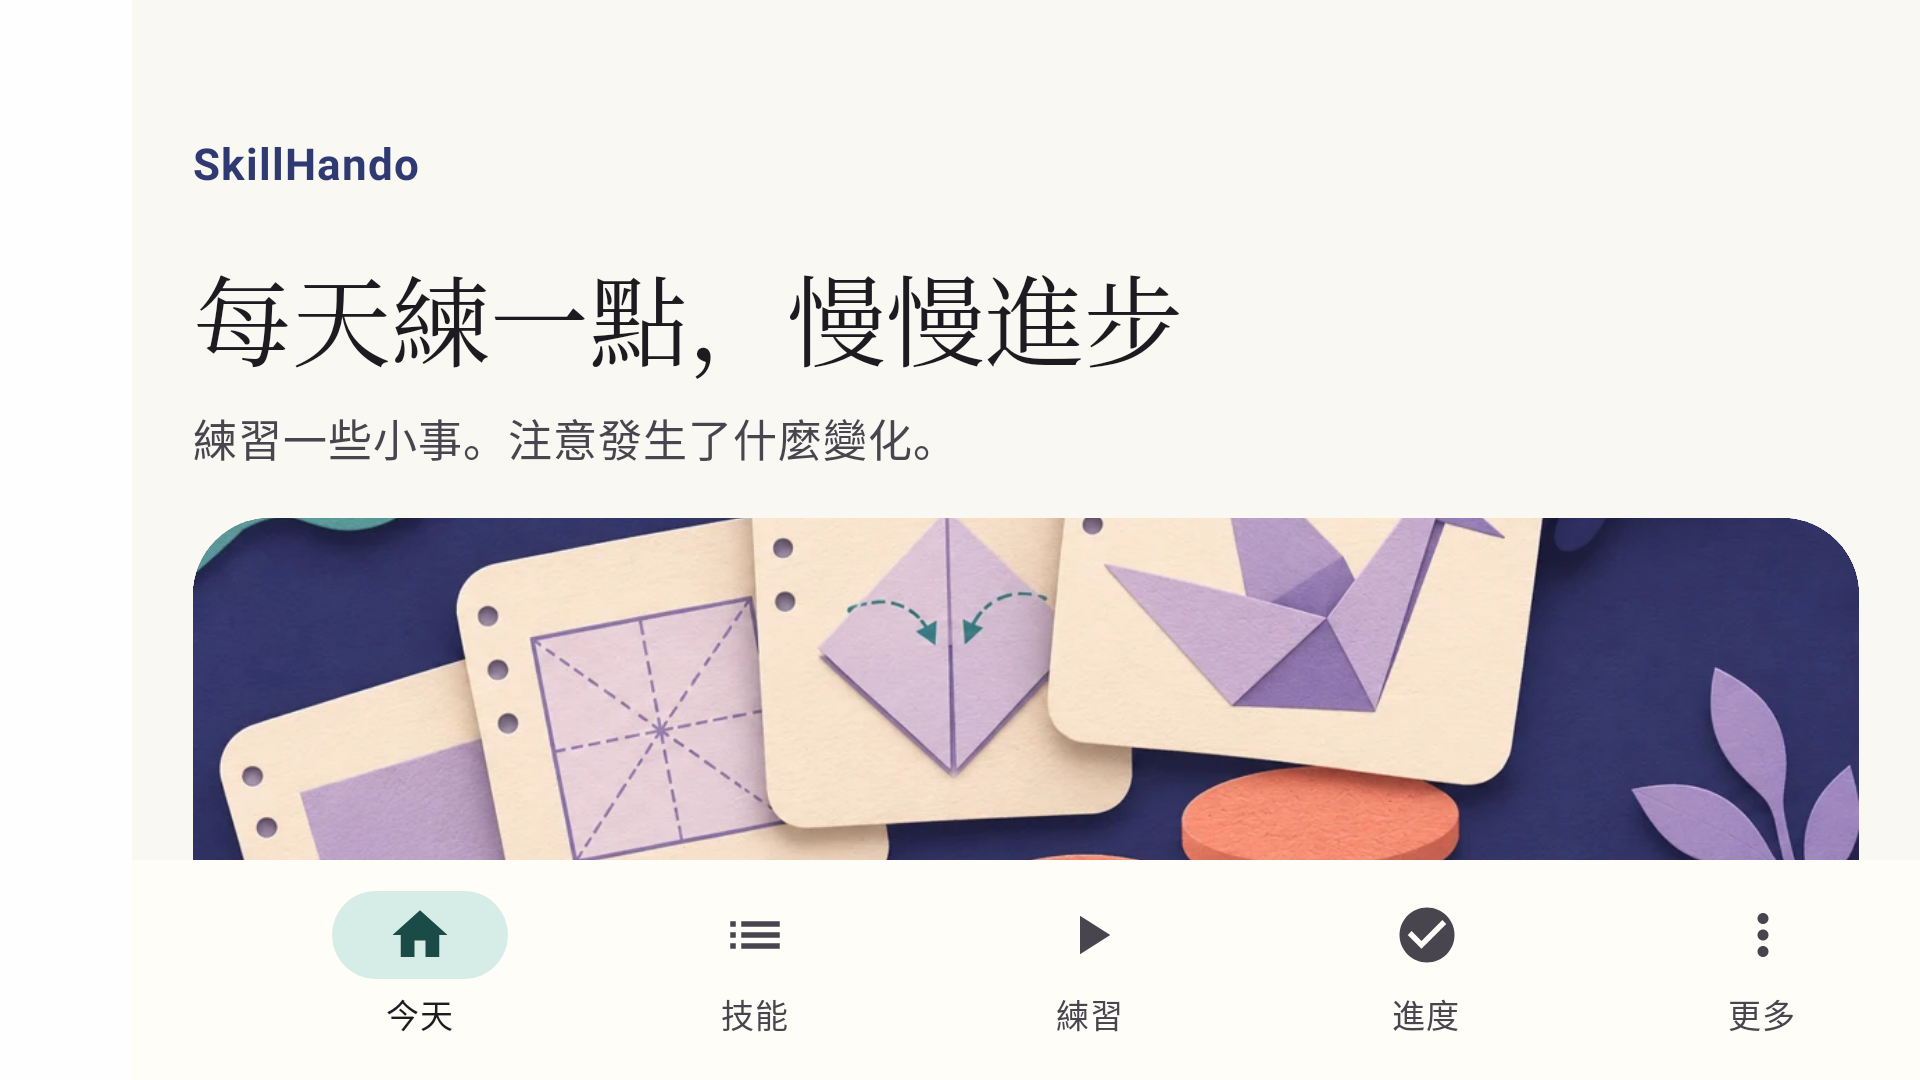 SkillHando
每天練一點，慢慢進步
練習一些小事。注意發生了什麼變化。
今天
技能
練習
進度
更多